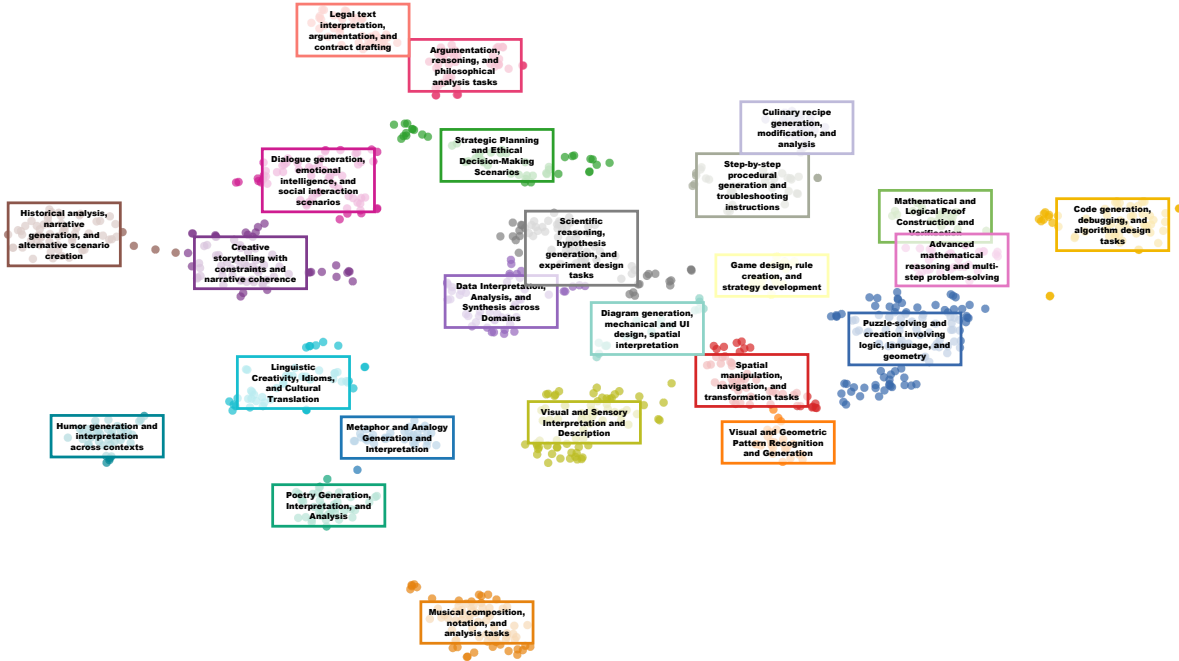 Legal text
interpretation,
argumentation, and
contract drafting
Argumentation,
reasoning, and
philosophical
analysis tasks
Culinary recipe
generation,
modification, and
analysis
Strategic Planning
and Ethical
Decision-Making
Scenarios
Dialogue generation,
emotional
intelligence, and
social interaction
scenarios
Step-by-step
procedural
generation and
troubleshooting
instructions
Mathematical and
Logical Proof
Construction and
Verification
Code generation,
debugging, and
algorithm design
tasks
Historical analysis,
narrative
generation, and
alternative scenario
creation
Creative
storytelling with
constraints and
narrative coherence
Scientific
reasoning,
hypothesis
generation, and
experiment design
tasks
Advanced
mathematical
reasoning and multi-
step problem-solving
Game design, rule
creation, and
strategy development
Data Interpretation,
Analysis, and
Synthesis across
Domains
Diagram generation,
mechanical and UI
design, spatial
interpretation
Puzzle-solving and
creation involving
logic, language, and
geometry
Linguistic
Creativity, Idioms,
and Cultural
Translation
Spatial
manipulation,
navigation, and
transformation tasks
Humor generation and
interpretation
across contexts
Metaphor and Analogy
Generation and
Interpretation
Visual and Sensory
Interpretation and
Description
Visual and Geometric
Pattern Recognition
and Generation
Poetry Generation,
Interpretation, and
Analysis
Musical composition,
notation, and
analysis tasks